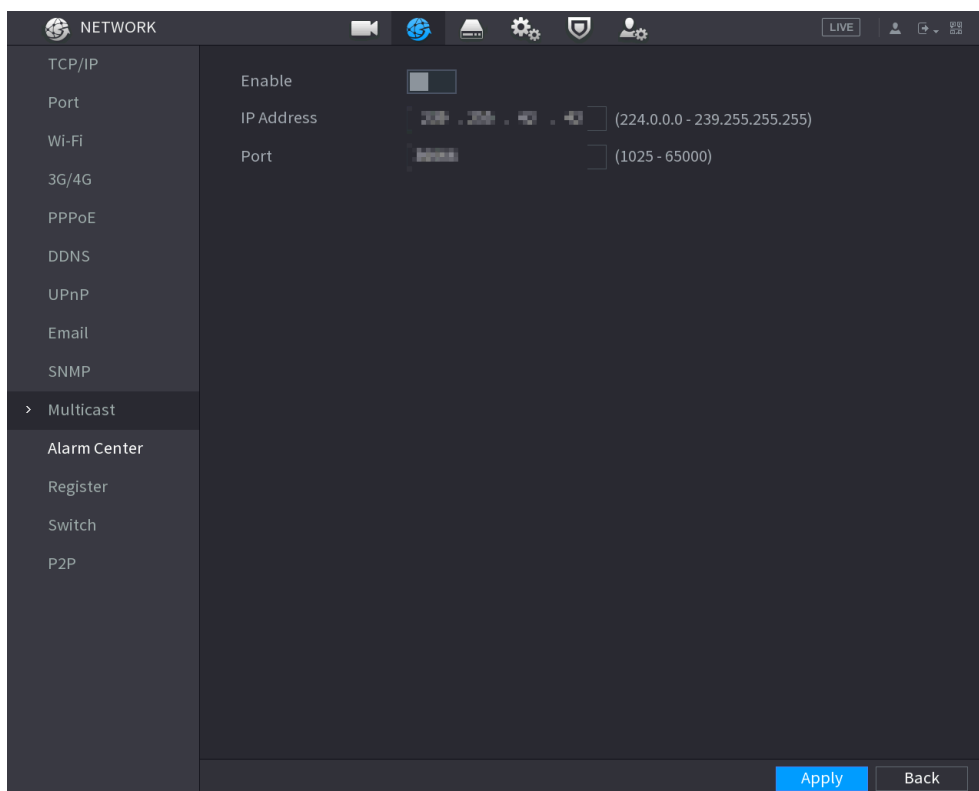 NETWORK
LIVE
TCP/IP
Port
Wi-Fi
3G/4G
PPPoE
DDNS
UPnP
Email
SNMP
Multicast
Alarm Center
Register
Switch
P2P
Enable
IP Address (224.0.0.0 - 239.255.255.255)
Port (1025 - 65000)
Apply Back